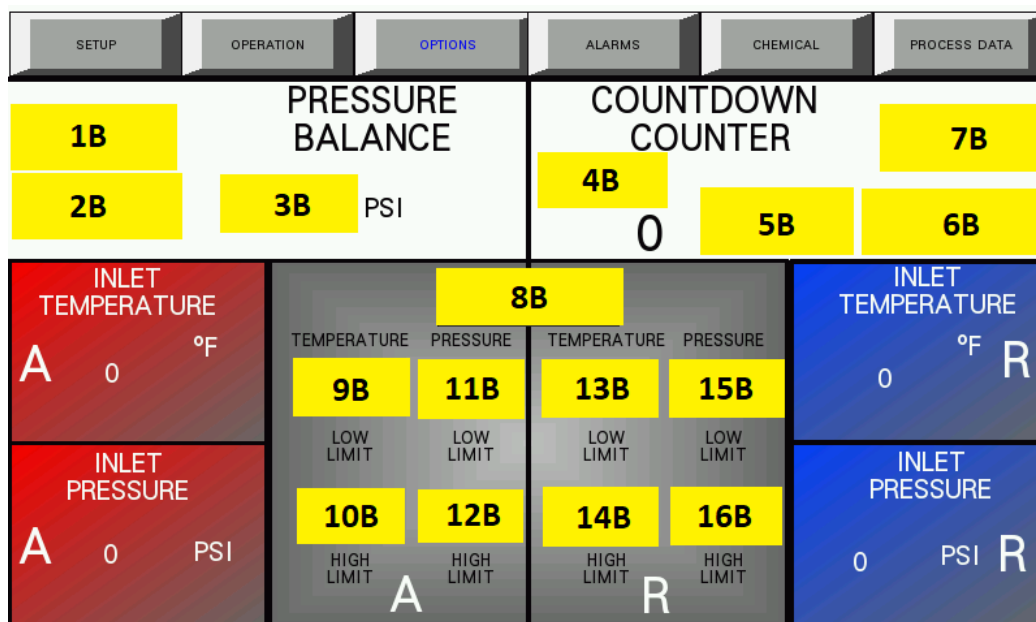 SETUP OPERATION OPTIONS ALARMS CHEMICAL PROCESS DATA
PRESSURE
BALANCE
1B
2B
3B PSI
COUNTDOWN
COUNTER
4B
0
5B
6B
7B
INLET
TEMPERATURE
A 0 °F
INLET
PRESSURE
A 0 PSI
8B
TEMPERATURE PRESSURE TEMPERATURE PRESSURE
9B 11B 13B 15B
LOW LOW LOW LOW
LIMIT LIMIT LIMIT LIMIT
10B 12B 14B 16B
HIGH HIGH HIGH HIGH
LIMIT LIMIT LIMIT LIMIT
A R
INLET
TEMPERATURE
0 °F R
INLET
PRESSURE
0 PSI R